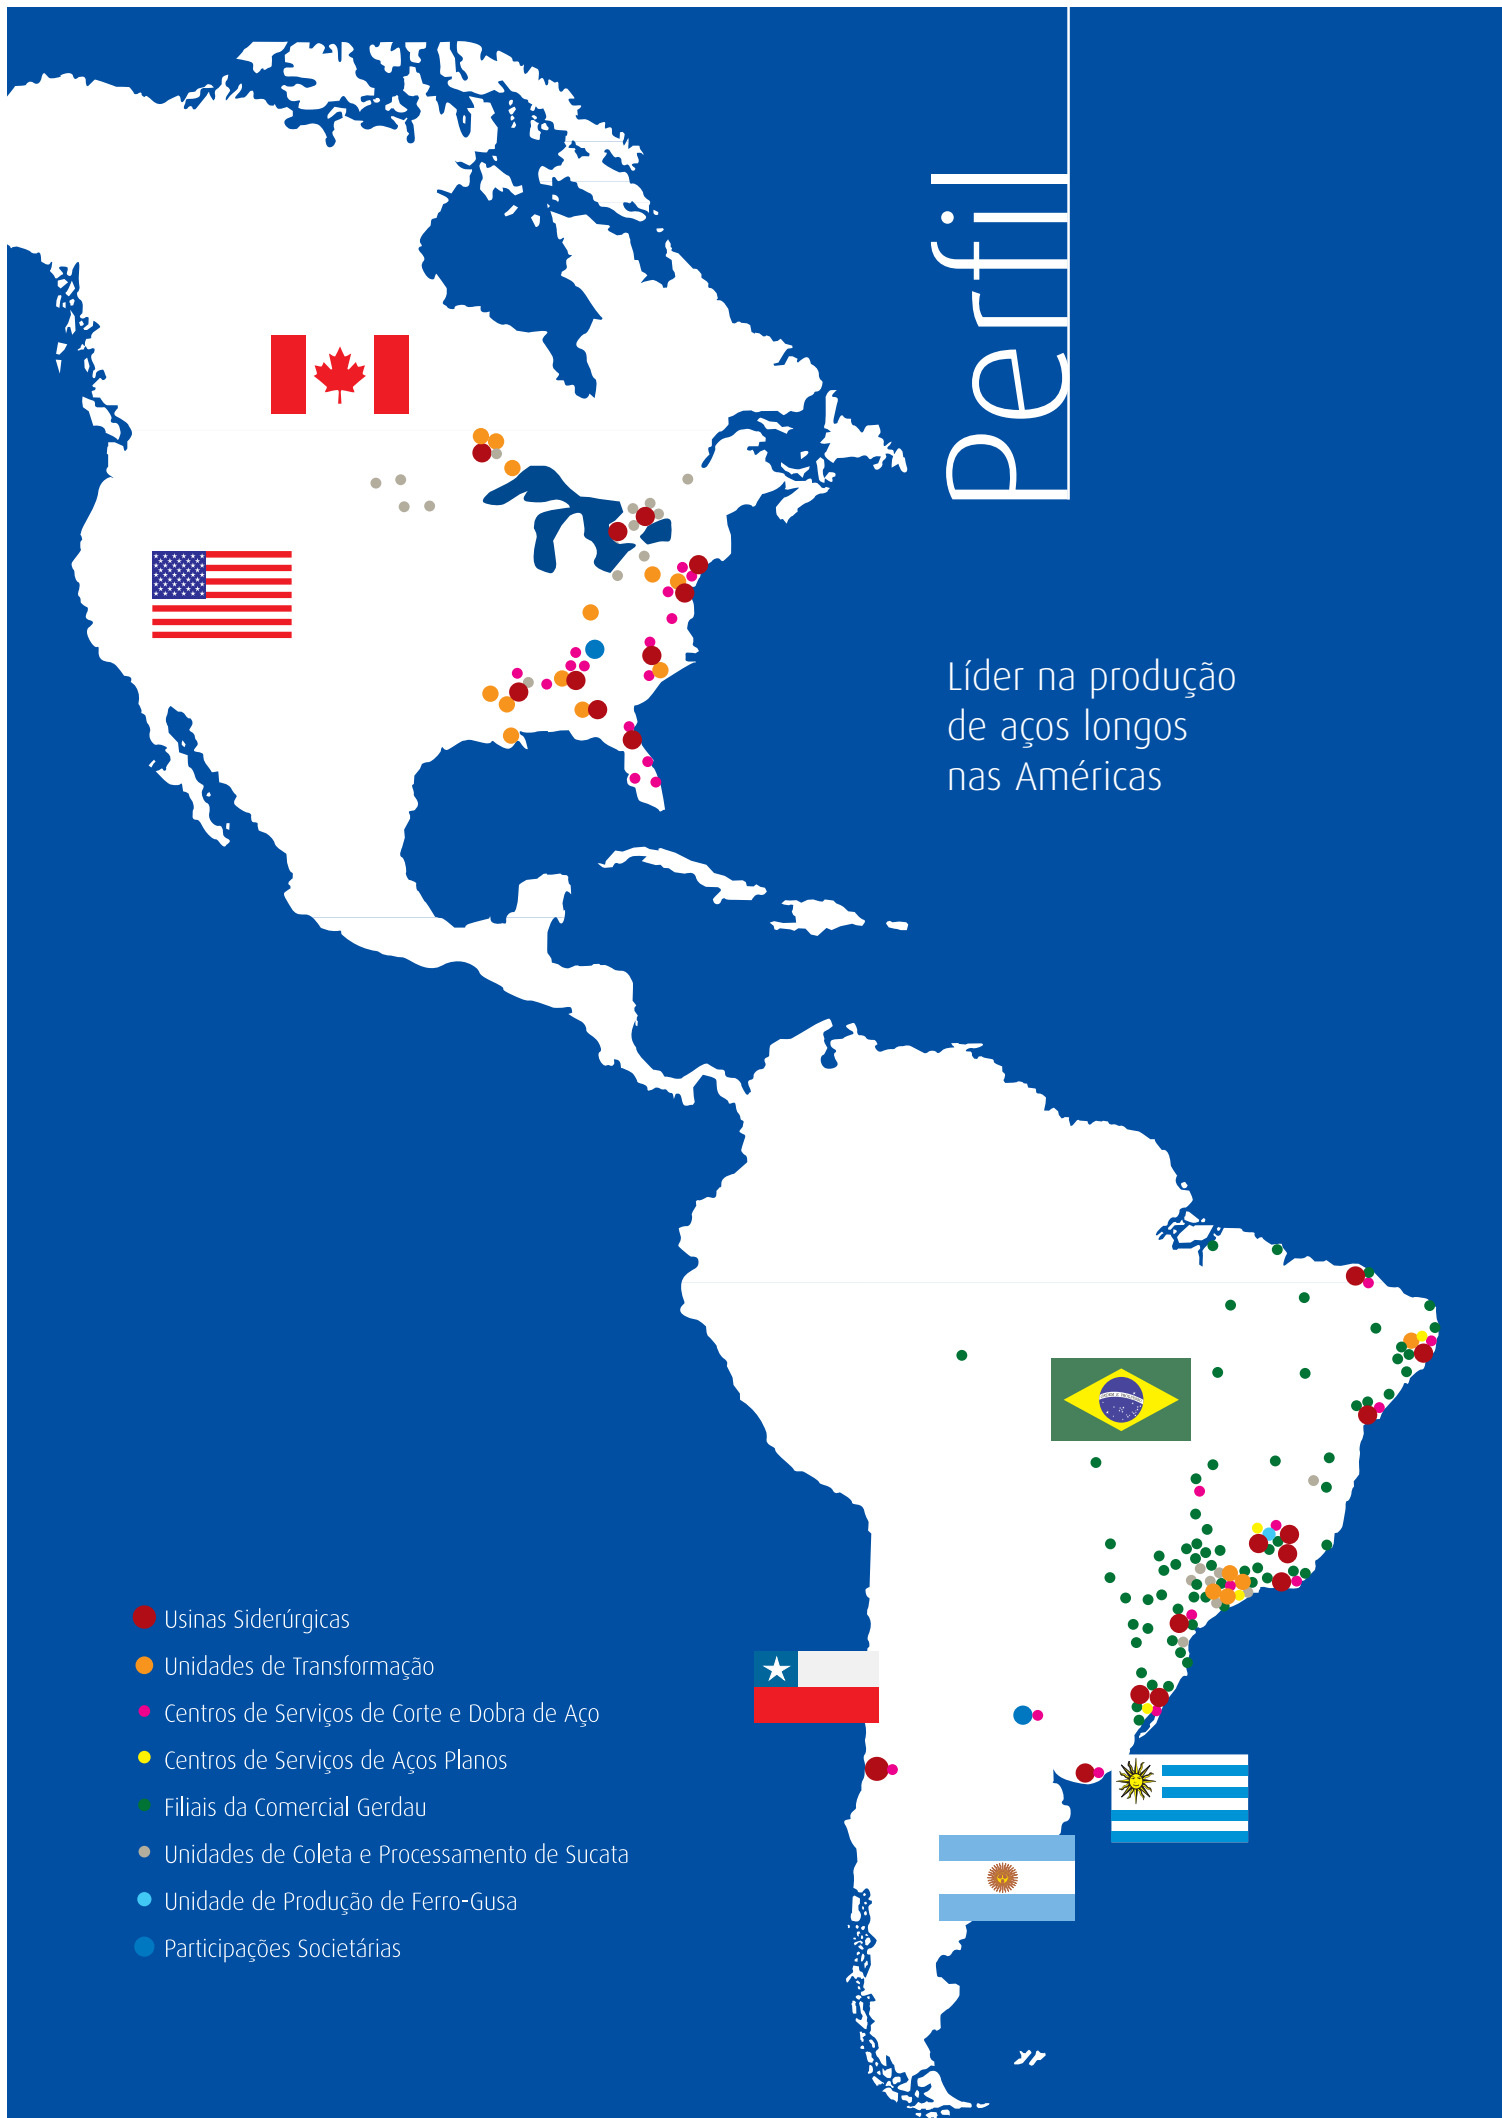 Perfil
Líder na produção
de aços longos
nas Américas
Usinas Siderúrgicas
Unidades de Transformação
Centros de Serviços de Corte e Dobra de Aço
Centros de Serviços de Aços Planos
Filiais da Comercial Gerdau
Unidades de Coleta e Processamento de Sucata
Unidade de Produção de Ferro-Gusa
Participações Societárias